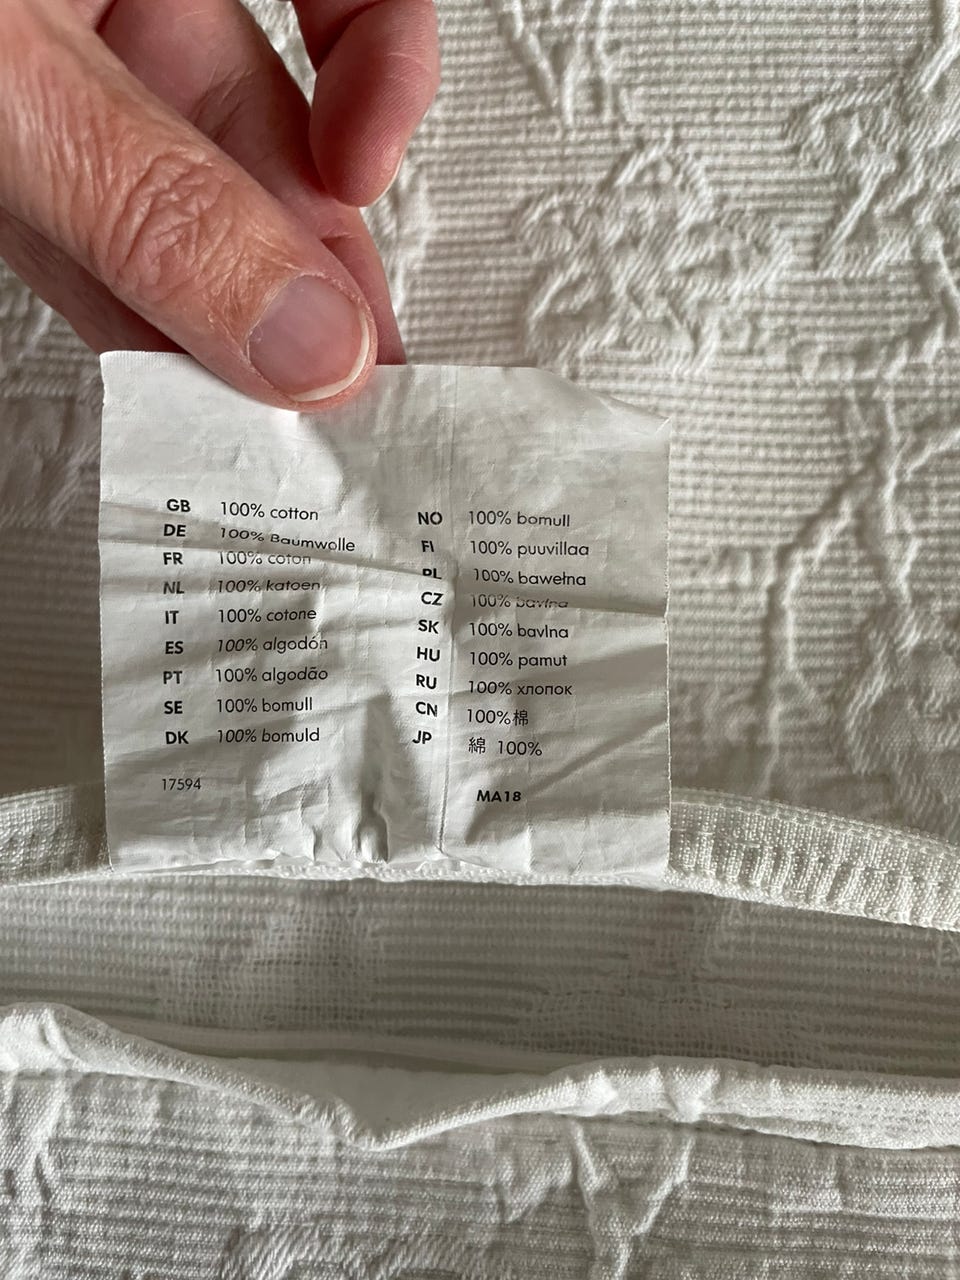 GB 100% cotton
DE 100% Baumwolle
FR 100% coton
NL 100% katoen
IT 100% cotone
ES 100% algodón
PT 100% algodão
SE 100% bomull
DK 100% bomuld
17594
NO 100% bomull
FI 100% puuvillaa
PL 100% bawełna
CZ 100% bavlna
SK 100% bavlna
HU 100% pamut
RU 100% хлопок
CN 100%棉
JP 綿 100%
MA18